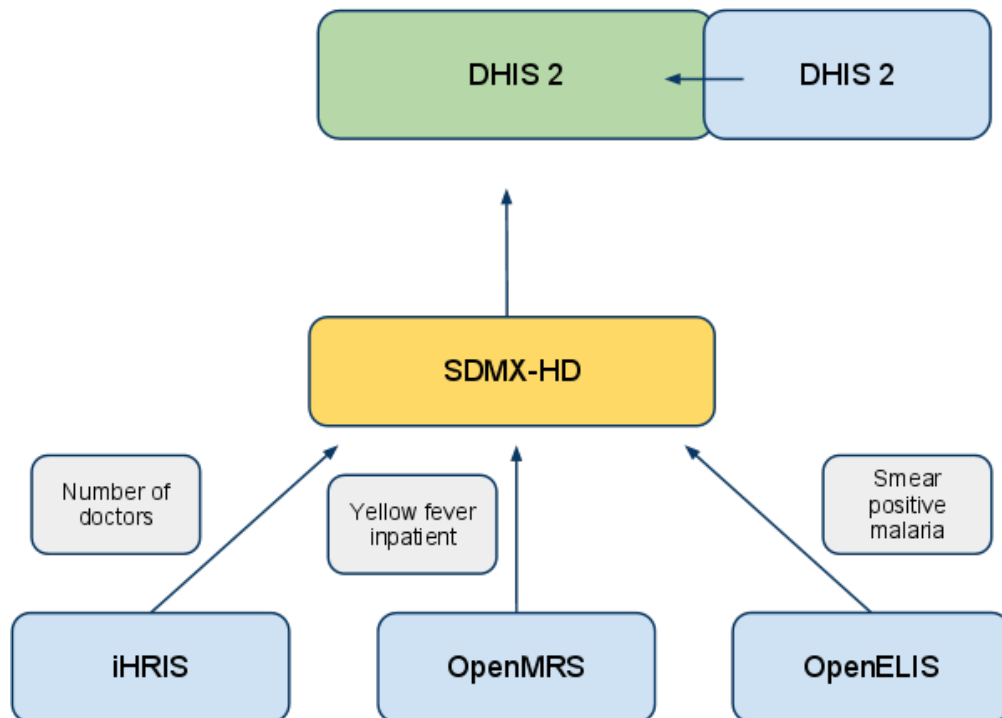 DHIS 2
DHIS 2
SDMX-HD
Number of
doctors
Yellow fever
inpatient
Smear
positive
malaria
iHRIS
OpenMRS
OpenELIS